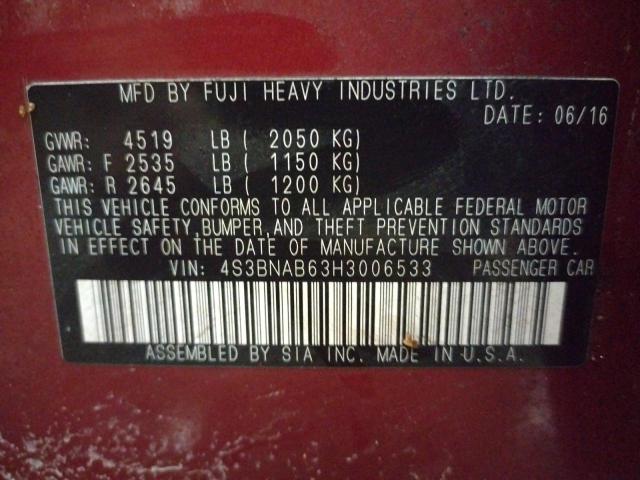 MFD BY FUJI HEAVY INDUSTRIES LTD.
DATE: 06/16
GVWR: 4519 LB ( 2050 KG)
GAWR: F 2535 LB ( 1150 KG)
GAWR: R 2645 LB ( 1200 KG)
THIS VEHICLE CONFORMS TO ALL APPLICABLE FEDERAL MOTOR
VEHICLE SAFETY, BUMPER, AND THEFT PREVENTION STANDARDS
IN EFFECT ON THE DATE OF MANUFACTURE SHOWN ABOVE.
VIN: 4S3BNAB63H3006533 PASSENGER CAR
ASSEMBLED BY SIA INC. MADE IN U.S.A.